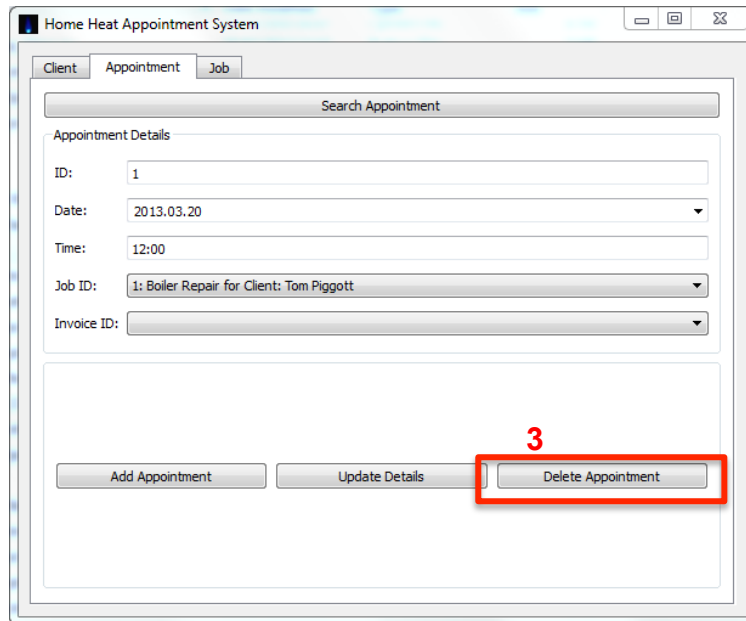 Home Heat Appointment System
Client Appointment Job
Search Appointment
Appointment Details
ID: 1
Date: 2013.03.20
Time: 12:00
Job ID: 1: Boiler Repair for Client: Tom Piggott
Invoice ID:
3
Add Appointment Update Details Delete Appointment